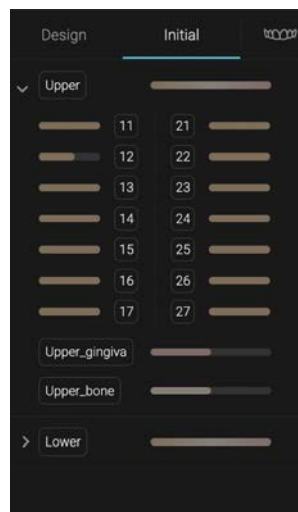 Design Initial
Upper
11 21
12 22
13 23
14 24
15 25
16 26
17 27
Upper_gingiva
Upper_bone
Lower